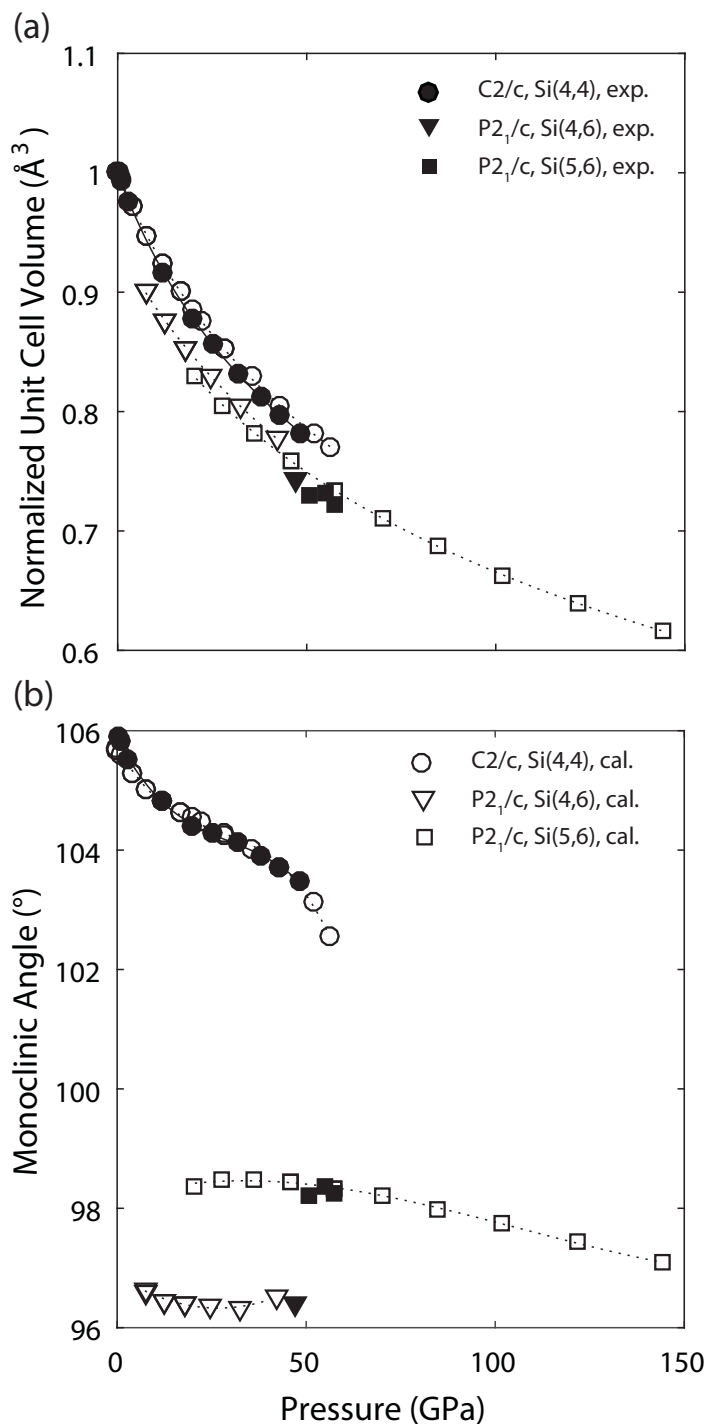 (a)
Normalized Unit Cell Volume (Å³)
1.1
1
0.9
0.8
0.7
0.6
C2/c, Si(4,4), exp.
P2₁/c, Si(4,6), exp.
P2₁/c, Si(5,6), exp.
(b)
Monoclinic Angle (°)
106
104
102
100
98
96
C2/c, Si(4,4), cal.
P2₁/c, Si(4,6), cal.
P2₁/c, Si(5,6), cal.
0 50 100 150
Pressure (GPa)